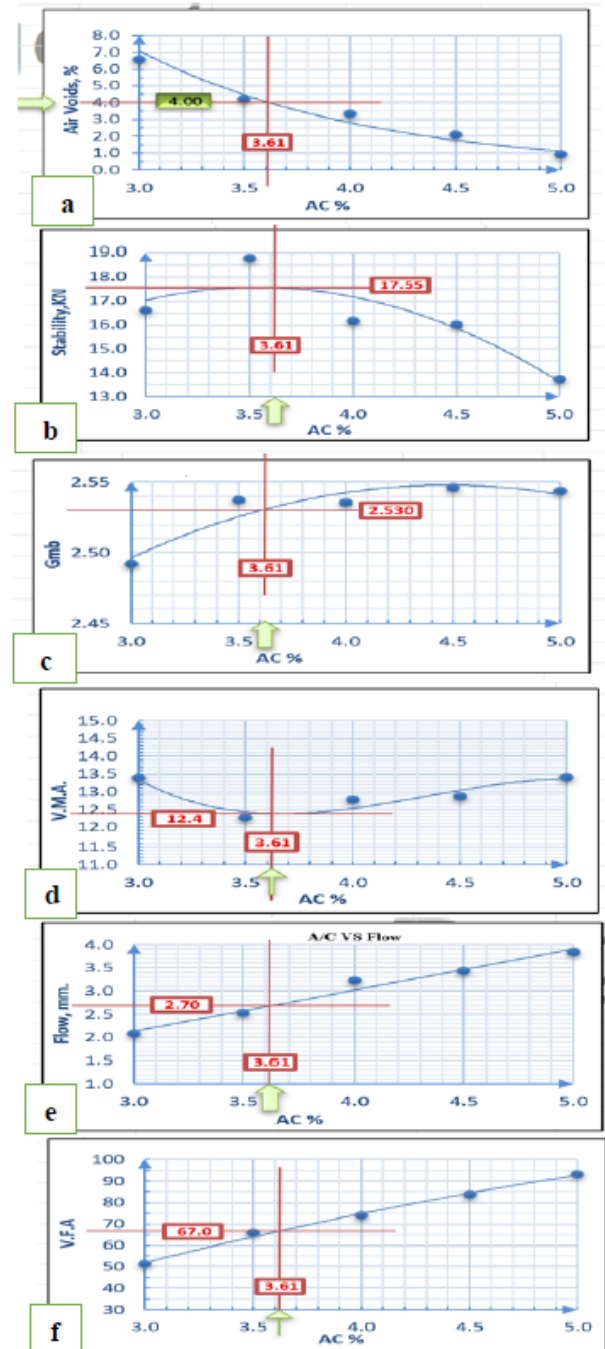 8.0
7.0
6.0
5.0
4.0
3.0
2.0
1.0
0.0
Air Voids, %
4.00
3.61
3.0 3.5 4.0 4.5 5.0
AC %
a
19.0
18.0
17.0
16.0
15.0
14.0
13.0
Stability,KN
17.55
3.61
3.0 3.5 4.0 4.5 5.0
AC %
b
2.55
2.50
2.45
Gmb
2.530
3.61
3.0 3.5 4.0 4.5 5.0
AC %
c
15.0
14.5
14.0
13.5
13.0
12.5
12.0
11.5
11.0
V.M.A.
12.4
3.61
3.0 3.5 4.0 4.5 5.0
AC %
d
A/C VS Flow
4.0
3.5
3.0
2.5
2.0
1.5
1.0
Flow, mm.
2.70
3.61
3.0 3.5 4.0 4.5 5.0
AC %
e
100
90
80
70
60
50
40
30
V.F.A
67.0
3.61
3.0 3.5 4.0 4.5 5.0
AC %
f